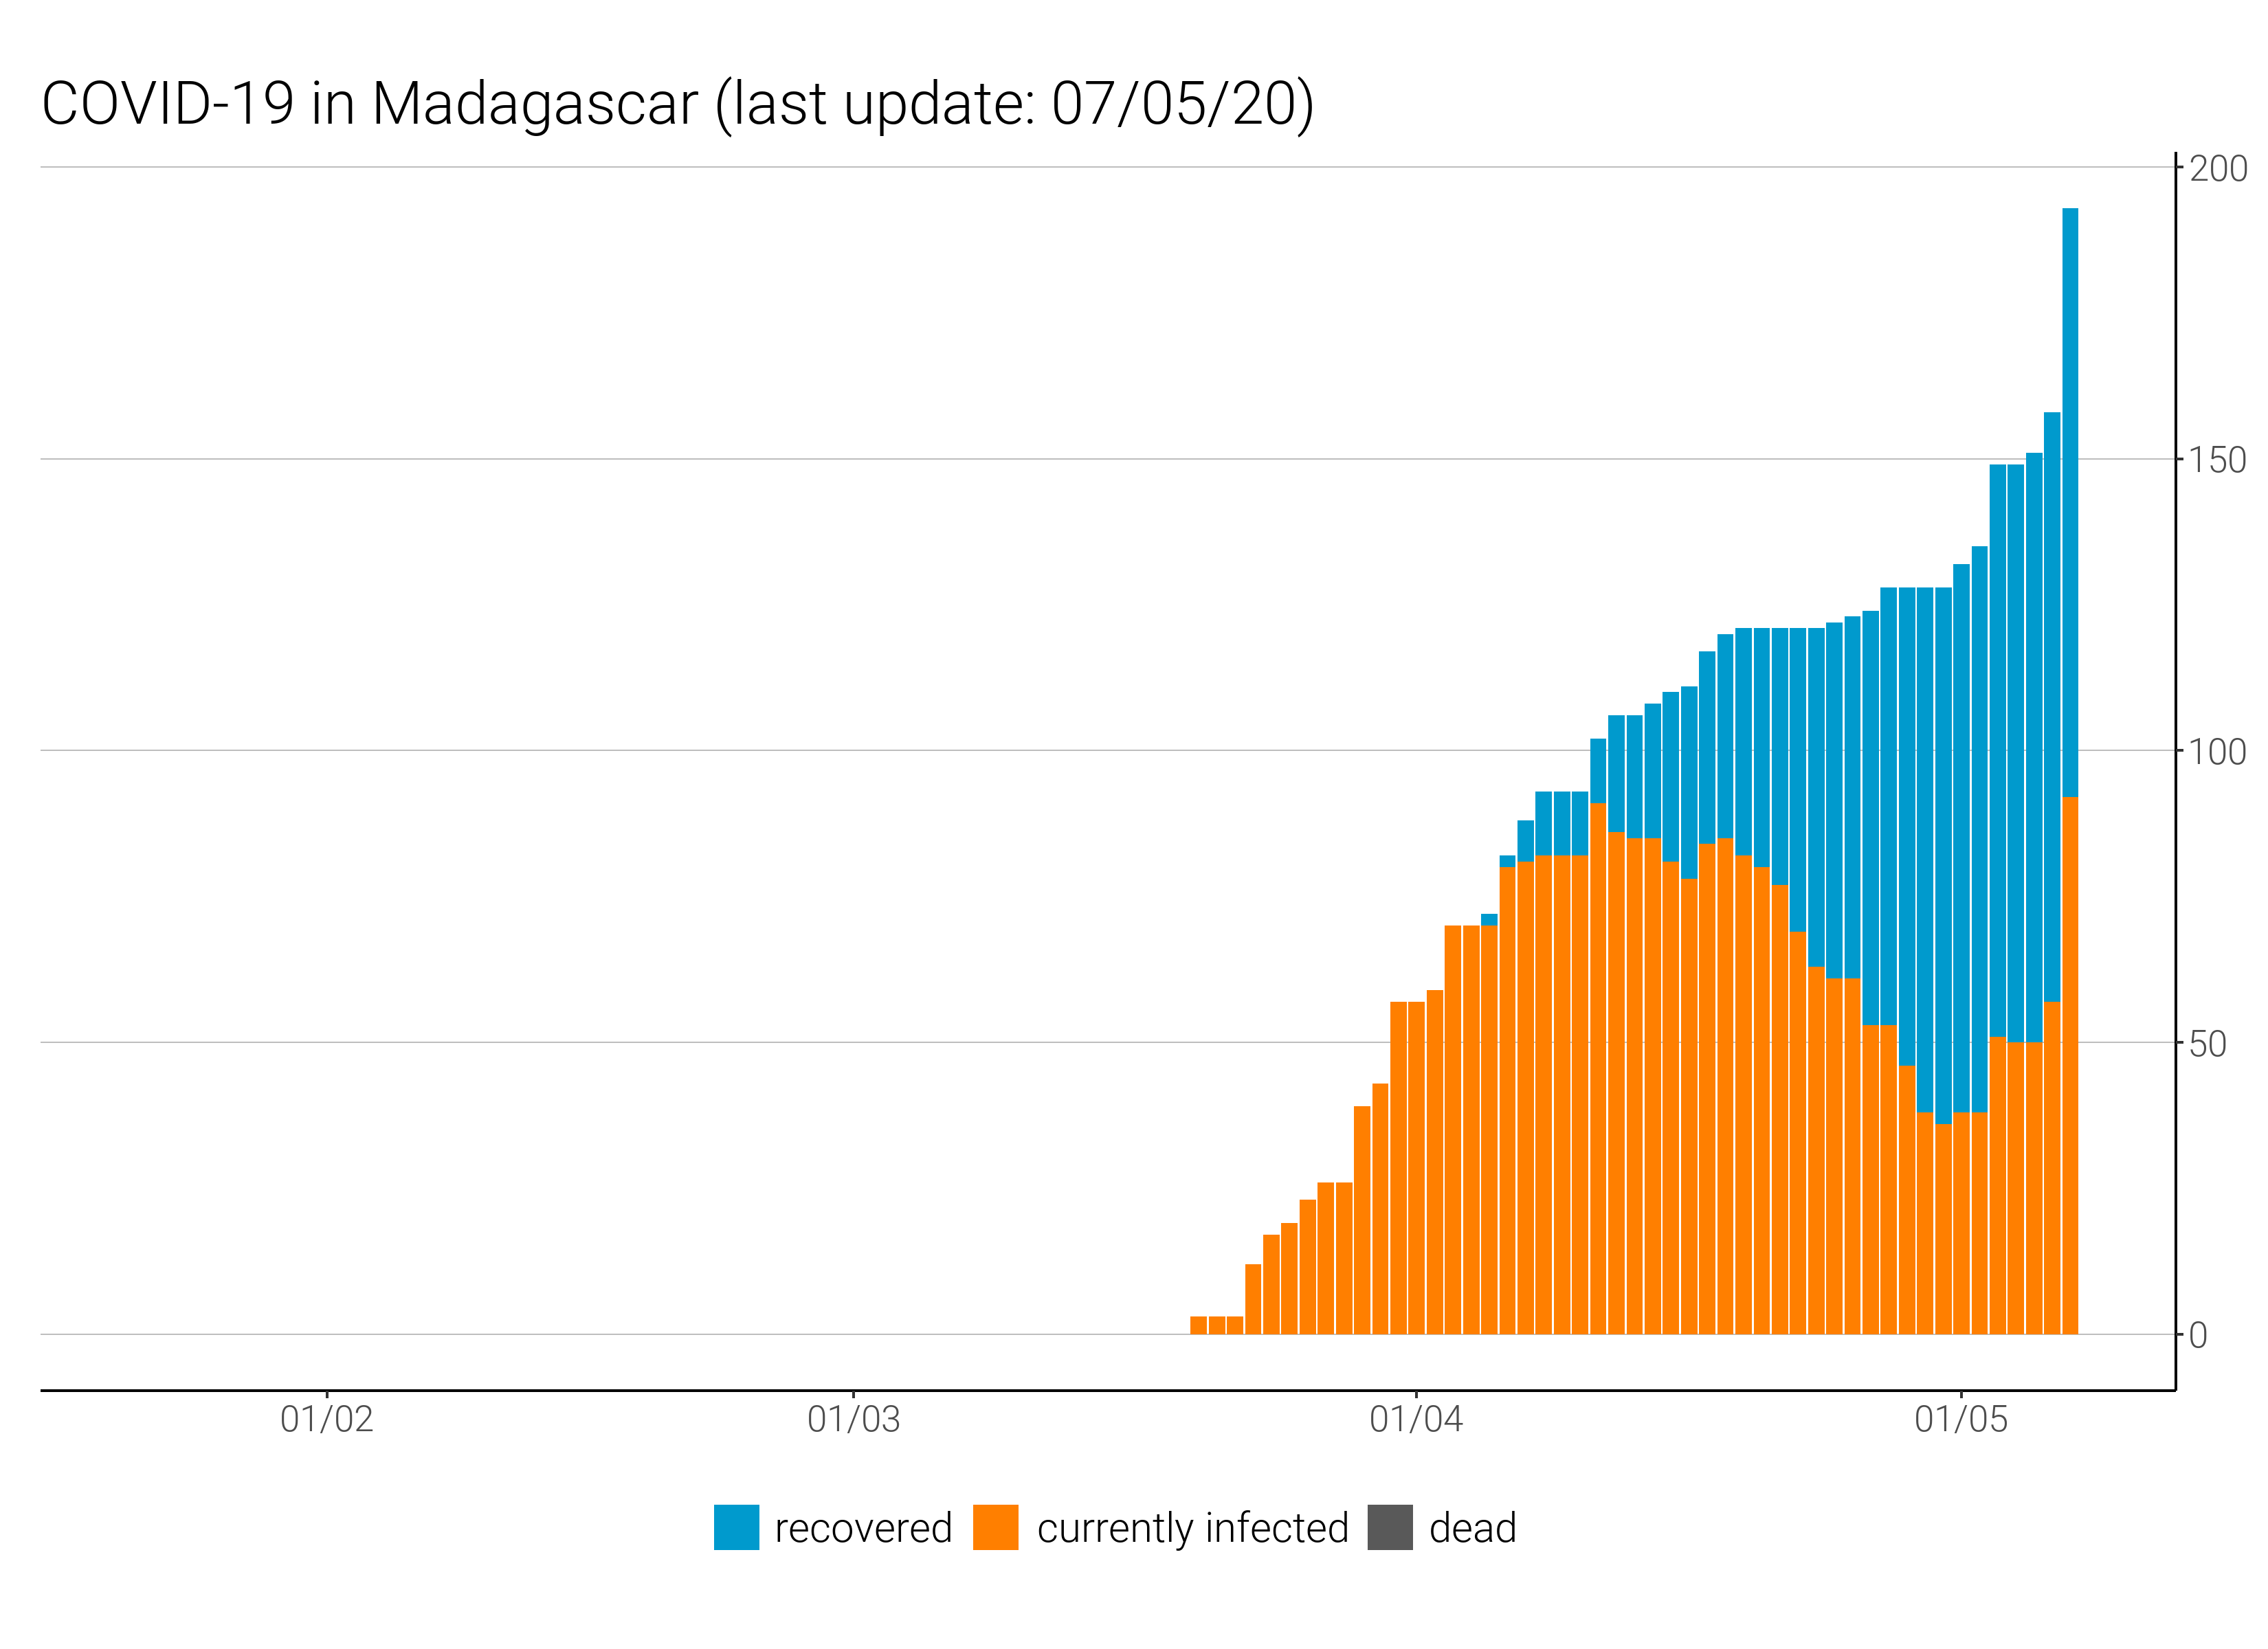 COVID-19 in Madagascar (last update: 07/05/20)
200
150
100
50
0
01/02 01/03 01/04 01/05
recovered currently infected dead